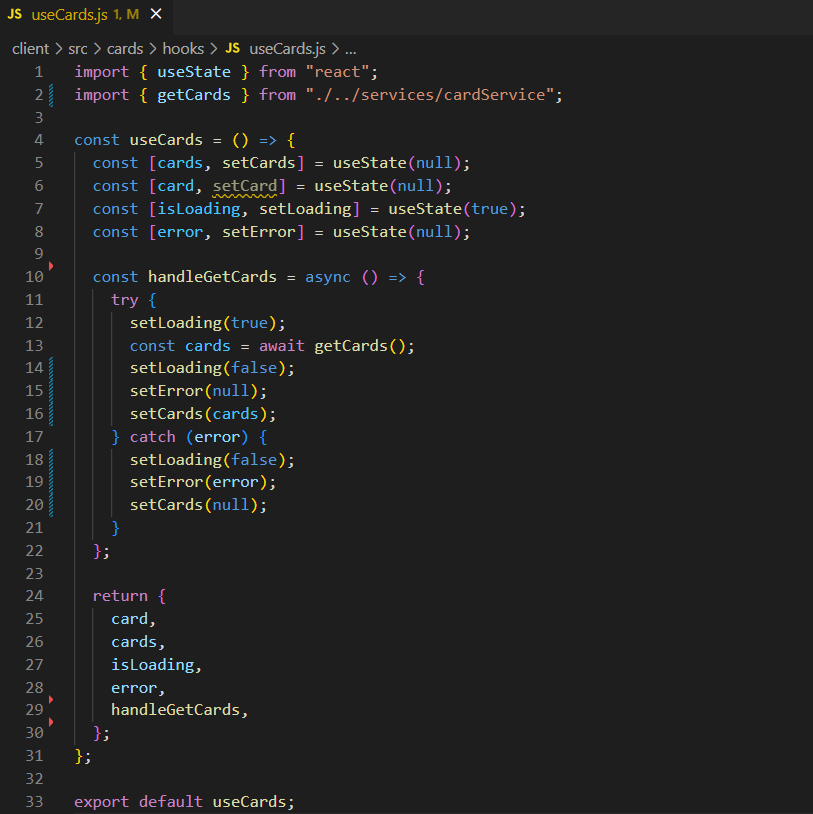 JS useCards.js 1, M ×
client > src > cards > hooks > JS useCards.js > ...
1 import { useState } from "react";
2 import { getCards } from "./../services/cardService";
3
4 const useCards = () => {
5 const [cards, setCards] = useState(null);
6 const [card, setCard] = useState(null);
7 const [isLoading, setLoading] = useState(true);
8 const [error, setError] = useState(null);
9
10 const handleGetCards = async () => {
11 try {
12 setLoading(true);
13 const cards = await getCards();
14 setLoading(false);
15 setError(null);
16 setCards(cards);
17 } catch (error) {
18 setLoading(false);
19 setError(error);
20 setCards(null);
21 }
22 };
23
24 return {
25 card,
26 cards,
27 isLoading,
28 error,
29 handleGetCards,
30 };
31 };
32
33 export default useCards;